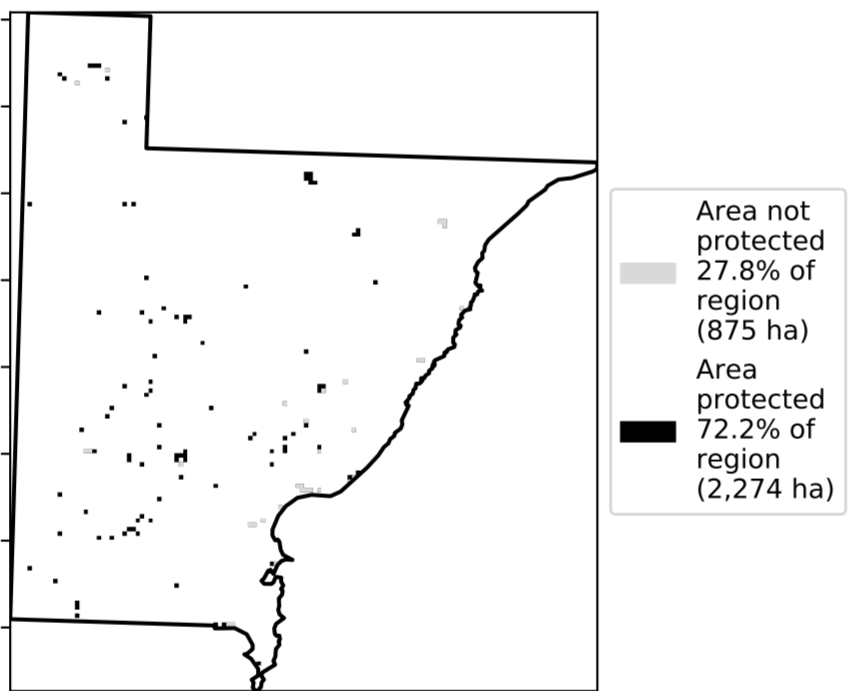 Area not
protected
27.8% of
region
(875 ha)
Area
protected
72.2% of
region
(2,274 ha)